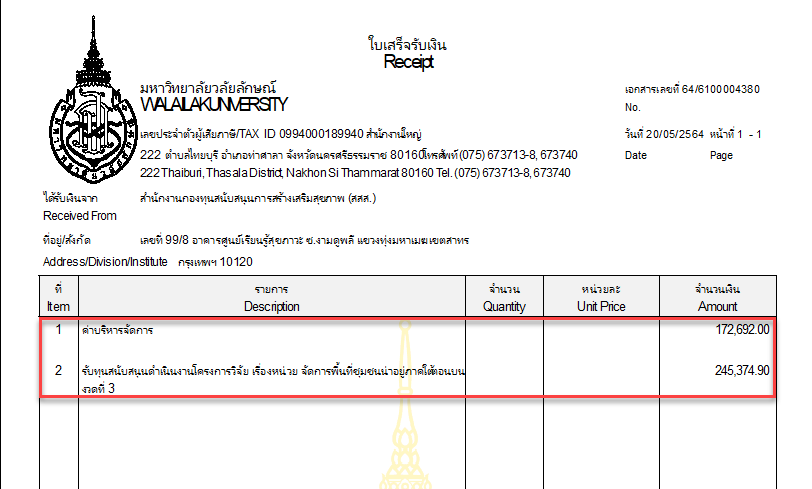 ใบเสร็จรับเงิน
Receipt
มหาวิทยาลัยวลัยลักษณ์
WALAILAK UNIVERSITY
เอกสารเลขที่ 64/6100004380
No.
เลขประจำตัวผู้เสียภาษี/TAX ID 0994000189940 สำนักงานใหญ่
วันที่ 20/05/2564 หน้าที่ 1 - 1
222 ตำบลไทยบุรี อำเภอท่าศาลา จังหวัดนครศรีธรรมราช 80160โทรศัพท์ (075) 673713-8, 673740
Date Page
222 Thaiburi, Thasala District, Nakhon Si Thammarat 80160 Tel. (075) 673713-8, 673740
ได้รับเงินจาก สำนักงานกองทุนสนับสนุนการสร้างเสริมสุขภาพ (สสส.)
Received From
ที่อยู่/สังกัด เลขที่ 99/8 อาคารศูนย์เรียนรู้สุขภาวะ ซ.งามดูพลี แขวงทุ่งมหาเมฆเขตสาทร
Address/Division/Institute กรุงเทพฯ 10120
ที่ รายการ จำนวน หน่วยละ จำนวนเงิน
Item Description Quantity Unit Price Amount
1 ค่าบริหารจัดการ 172,692.00
2 รับทุนสนับสนุนดำเนินงานโครงการวิจัย เรื่องหน่วย จัดการพื้นที่ชุมชนน่าอยู่ภาคใต้ตอนบน 245,374.90
งวดที่ 3